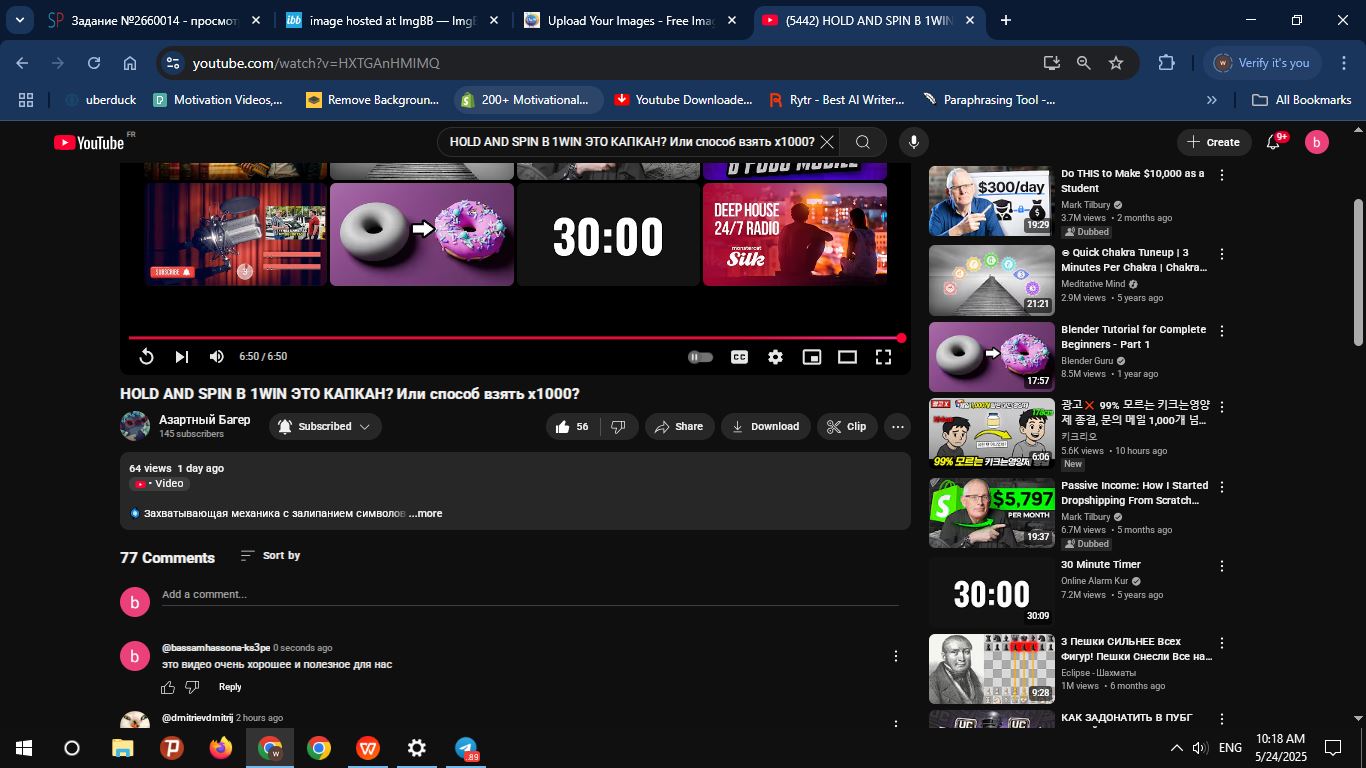 Задание №2660014 - просмотр
image hosted at ImgBB — ImgB
Upload Your Images - Free Imag
(5442) HOLD AND SPIN В 1WIN
youtube.com/watch?v=HXTGAnHMIMQ
Verify it's you
uberduck
Motivation Videos,...
Remove Backgroun...
200+ Motivational...
Youtube Downloade...
Rytr - Best AI Writer...
Paraphrasing Tool -...
All Bookmarks
YouTube FR
HOLD AND SPIN В 1WIN ЭТО КАПКАН? Или способ взять x1000?
Create
9+
b
SUBSCRIBE
30:00
DEEP HOUSE
24/7 RADIO
monstercat
Silk
6:50 / 6:50
CC
HOLD AND SPIN В 1WIN ЭТО КАПКАН? Или способ взять x1000?
Азартный Багер
145 subscribers
Subscribed
56
Share
Download
Clip
64 views 1 day ago
• Video
Захватывающая механика с залипанием символов ...more
77 Comments
Sort by
b
Add a comment...
b
@bassamhassona-ks3pe 0 seconds ago
это видео очень хорошее и полезное для нас
Reply
@dmitrievdmitrij 2 hours ago
$300/day
19:29
Do THIS to Make $10,000 as a
Student
Mark Tilbury
3.7M views • 2 months ago
Dubbed
21:21
Quick Chakra Tuneup | 3
Minutes Per Chakra | Chakra...
Meditative Mind
2.9M views • 5 years ago
17:57
Blender Tutorial for Complete
Beginners - Part 1
Blender Guru
8.5M views • 1 year ago
99% 모르는 키크는영양제
6:06
광고❌ 99% 모르는 키크는영양
제 종결, 문의 메일 1,000개 넘...
키크리오
5.6K views • 10 hours ago
New
$5,797
PER MONTH
19:37
Passive Income: How I Started
Dropshipping From Scratch...
Mark Tilbury
6.7M views • 5 months ago
Dubbed
30:00
30:09
30 Minute Timer
Online Alarm Kur
7.2M views • 5 years ago
9:28
3 Пешки СИЛЬНЕЕ Всех
Фигур! Пешки Снесли Все на...
Eclipse - Шахматы
1M views • 6 months ago
UC
UC
КАК ЗАДОНАТИТЬ В ПУБГ
ENG
10:18 AM
5/24/2025